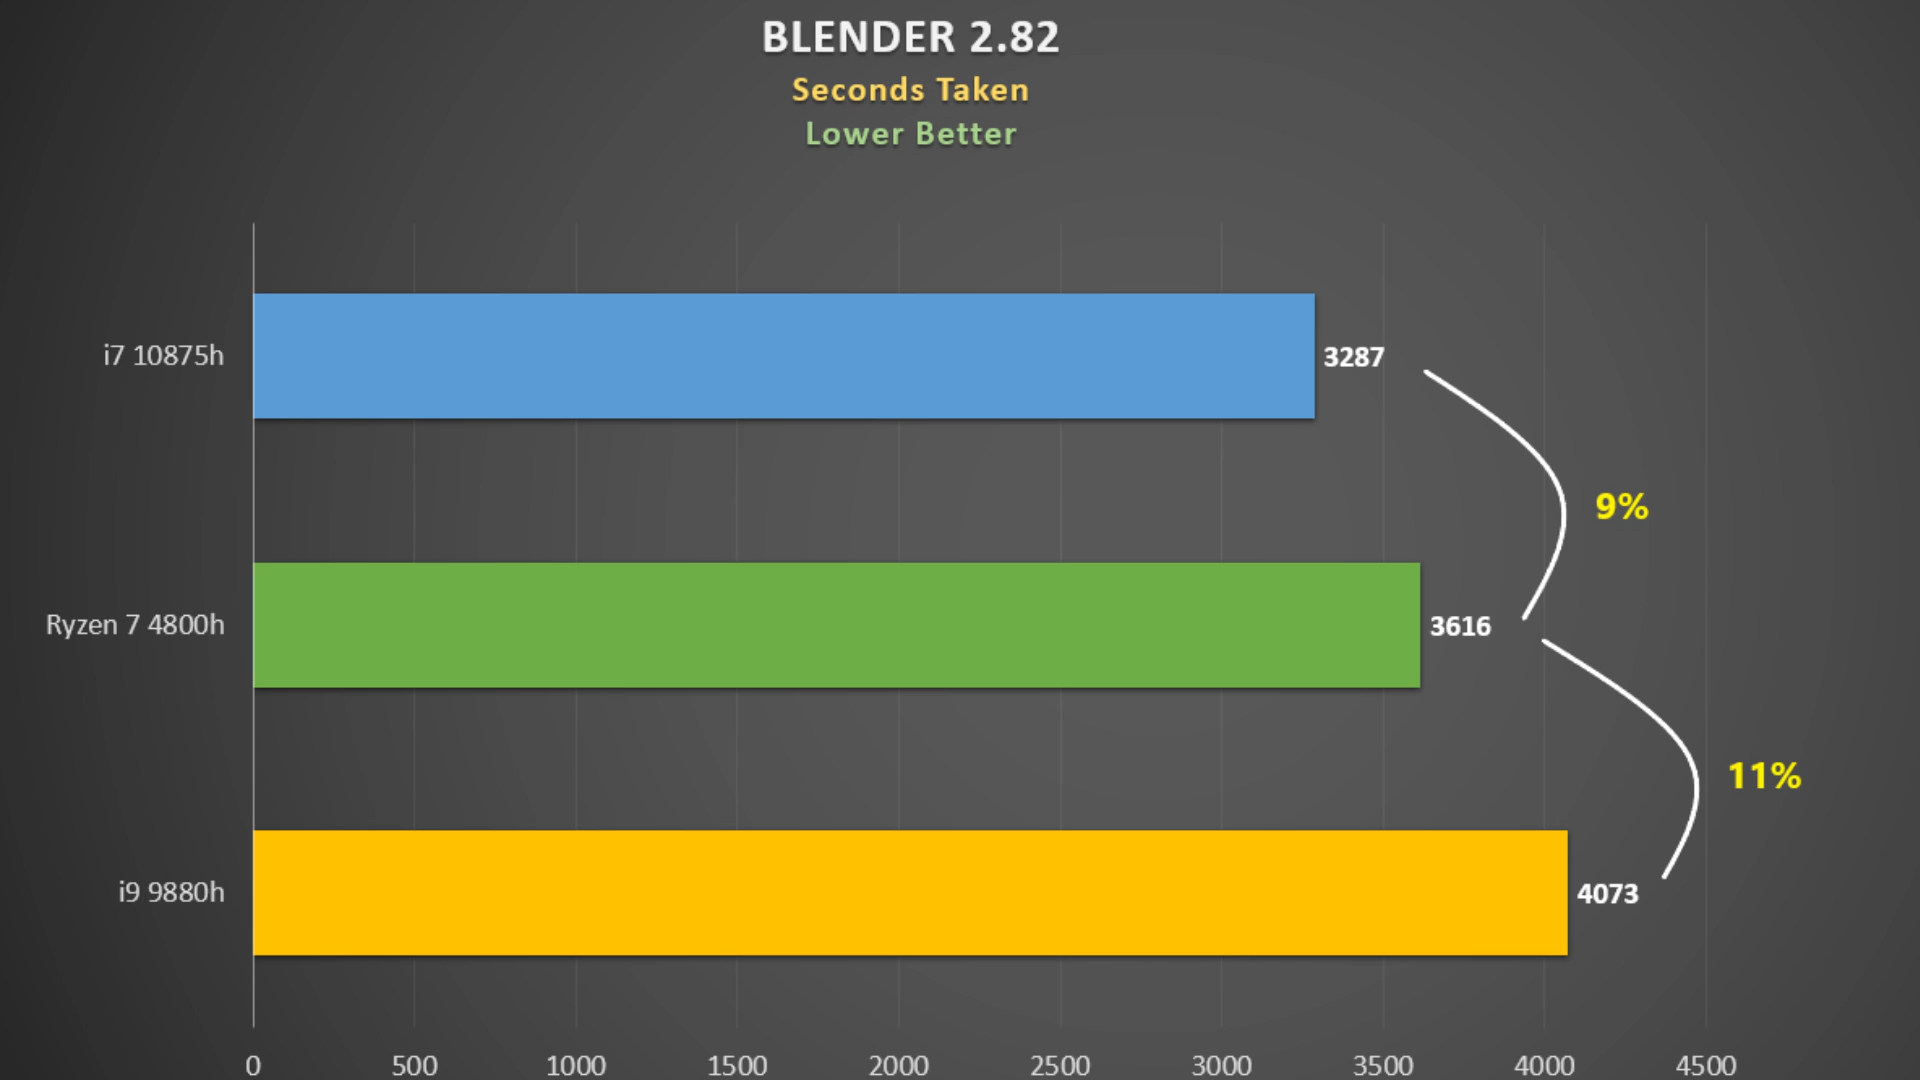 BLENDER 2.82
Seconds Taken
Lower Better
i7 10875h
3287
9%
Ryzen 7 4800h
3616
11%
i9 9880h
4073
0 500 1000 1500 2000 2500 3000 3500 4000 4500